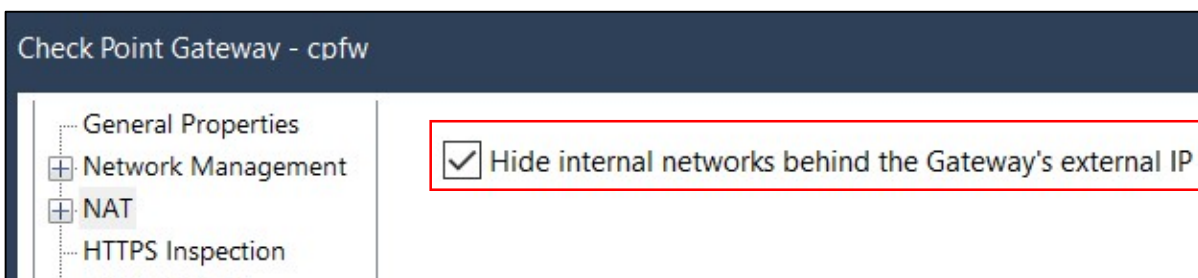 Check Point Gateway - cpfw
General Properties
Network Management
NAT
HTTPS Inspection
Hide internal networks behind the Gateway's external IP